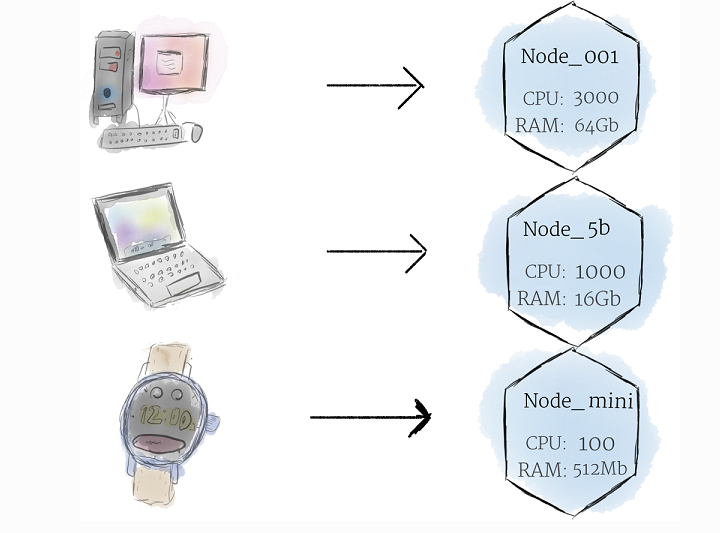 Node_001
CPU: 3000
RAM: 64Gb
Node_5b
CPU: 1000
RAM: 16Gb
12:00
Node_mini
CPU: 100
RAM: 512Mb